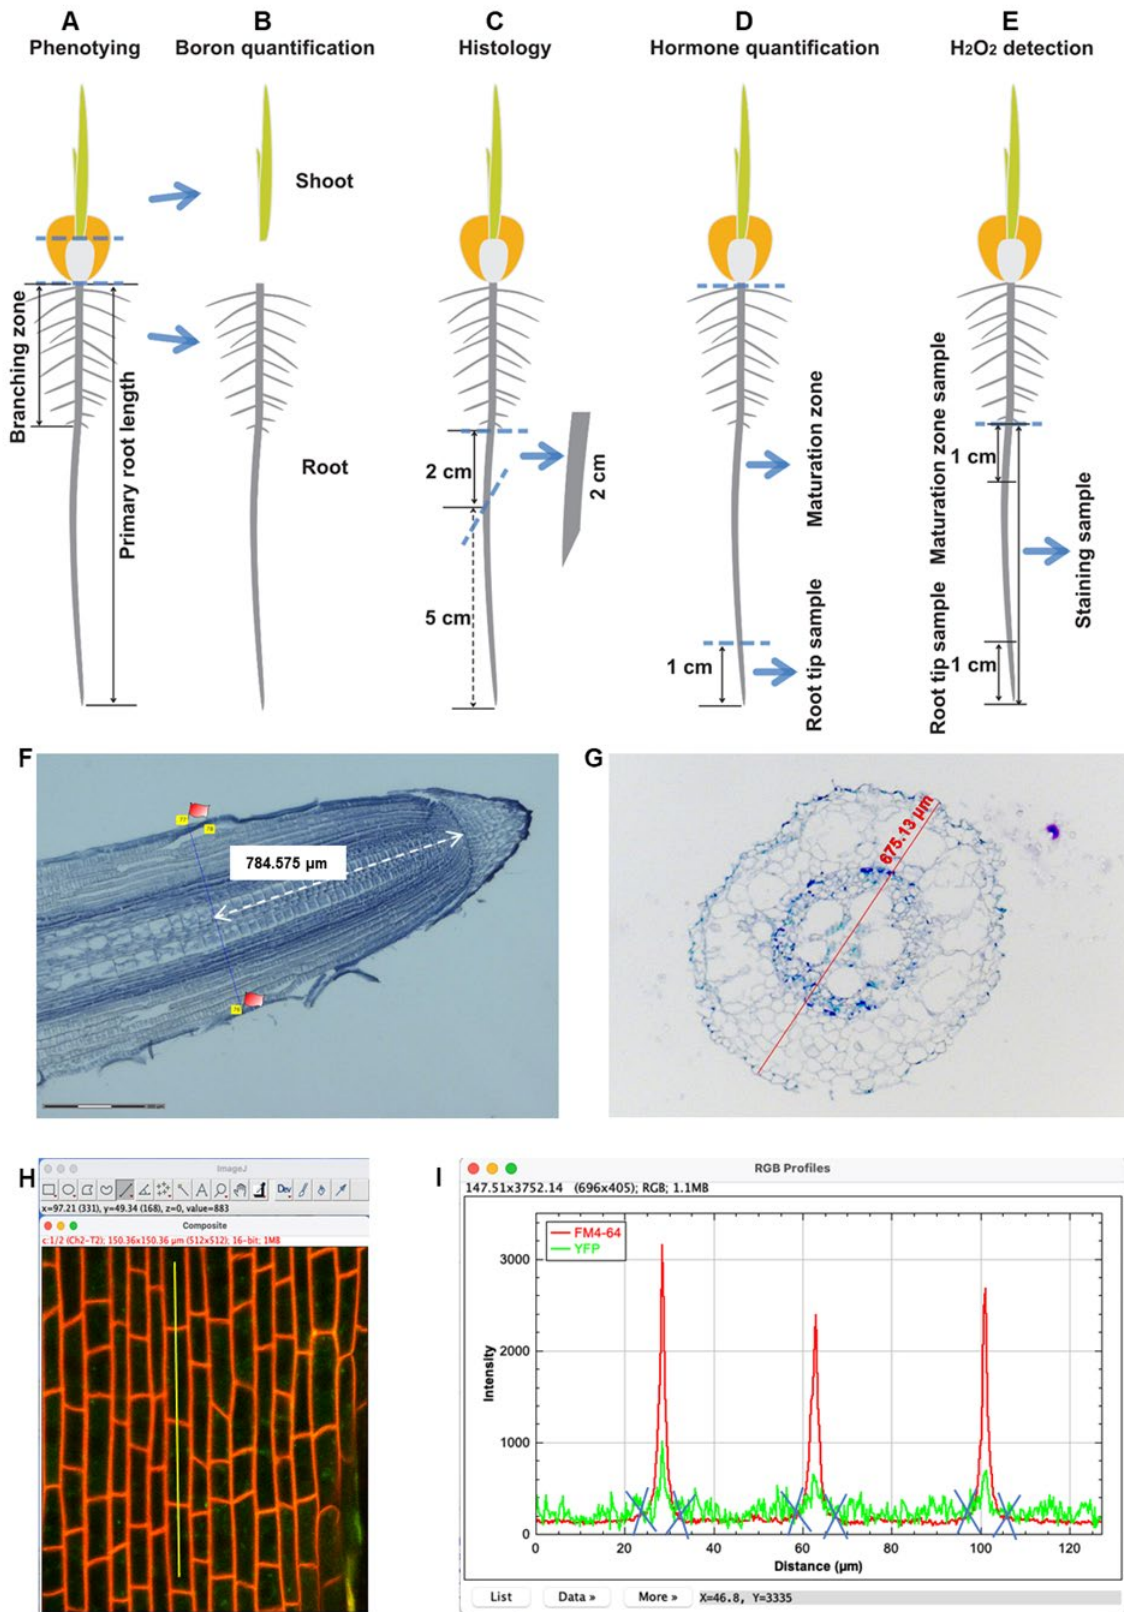 A
Phenotying
B
Boron quantification
C
Histology
D
Hormone quantification
E
H2O2 detection
Shoot
Branching zone
Primary root length
Root
2 cm
5 cm
2 cm
Maturation zone
1 cm
Root tip sample
Maturation zone sample
1 cm
Staining sample
Root tip sample
1 cm
F
77
78
784.575 µm
79
G
675.13 µm
H
ImageJ
Dev
x=97.21 (331), y=49.34 (168), z=0, value=883
Composite
c:1/2 (Ch2-T2); 150.36x150.36 µm (512x512); 16-bit; 1MB
I
RGB Profiles
147.51x3752.14 (696x405); RGB; 1.1MB
FM4-64
YFP
3000
2000
1000
0
Intensity
0 20 40 60 80 100 120
Distance (µm)
List
Data »
More »
X=46.8, Y=3335